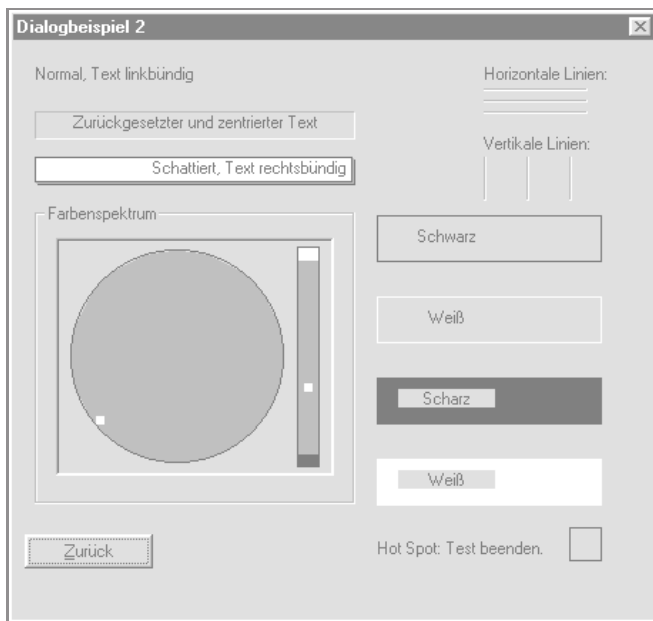 Dialogbeispiel 2
Normal, Text linkbündig
Zurückgesetzter und zentrierter Text
Schattiert, Text rechtsbündig
Horizontale Linien:
Vertikale Linien:
Farbenspektrum
Schwarz
Weiß
Scharz
Weiß
Zurück
Hot Spot: Test beenden.